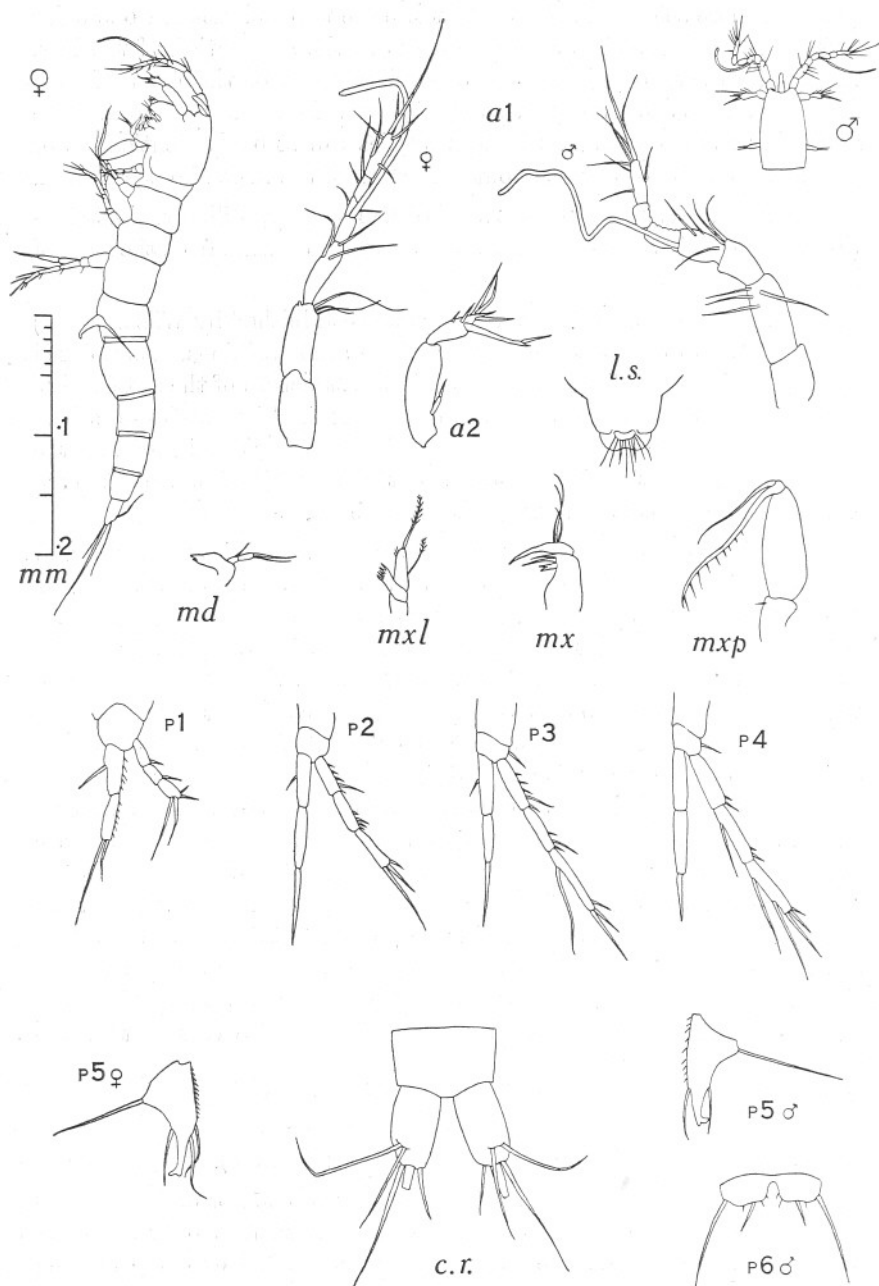 ♀
a1
♀
♂
♂
l.s.
a2
·1
·2
mm
md
mxl
mx
mxp
P1
P2
P3
P4
P5♀
P5♂
c.r.
P6♂